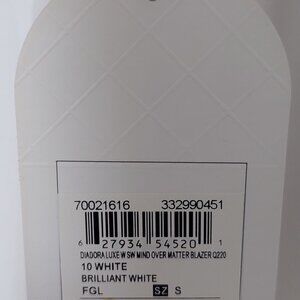 70021616 332990451
6 27934 54520 1
DIADORA LUXE W SW MIND OVER MATTER BLAZER Q220
10 WHITE
BRILLIANT WHITE
FGL SZ S